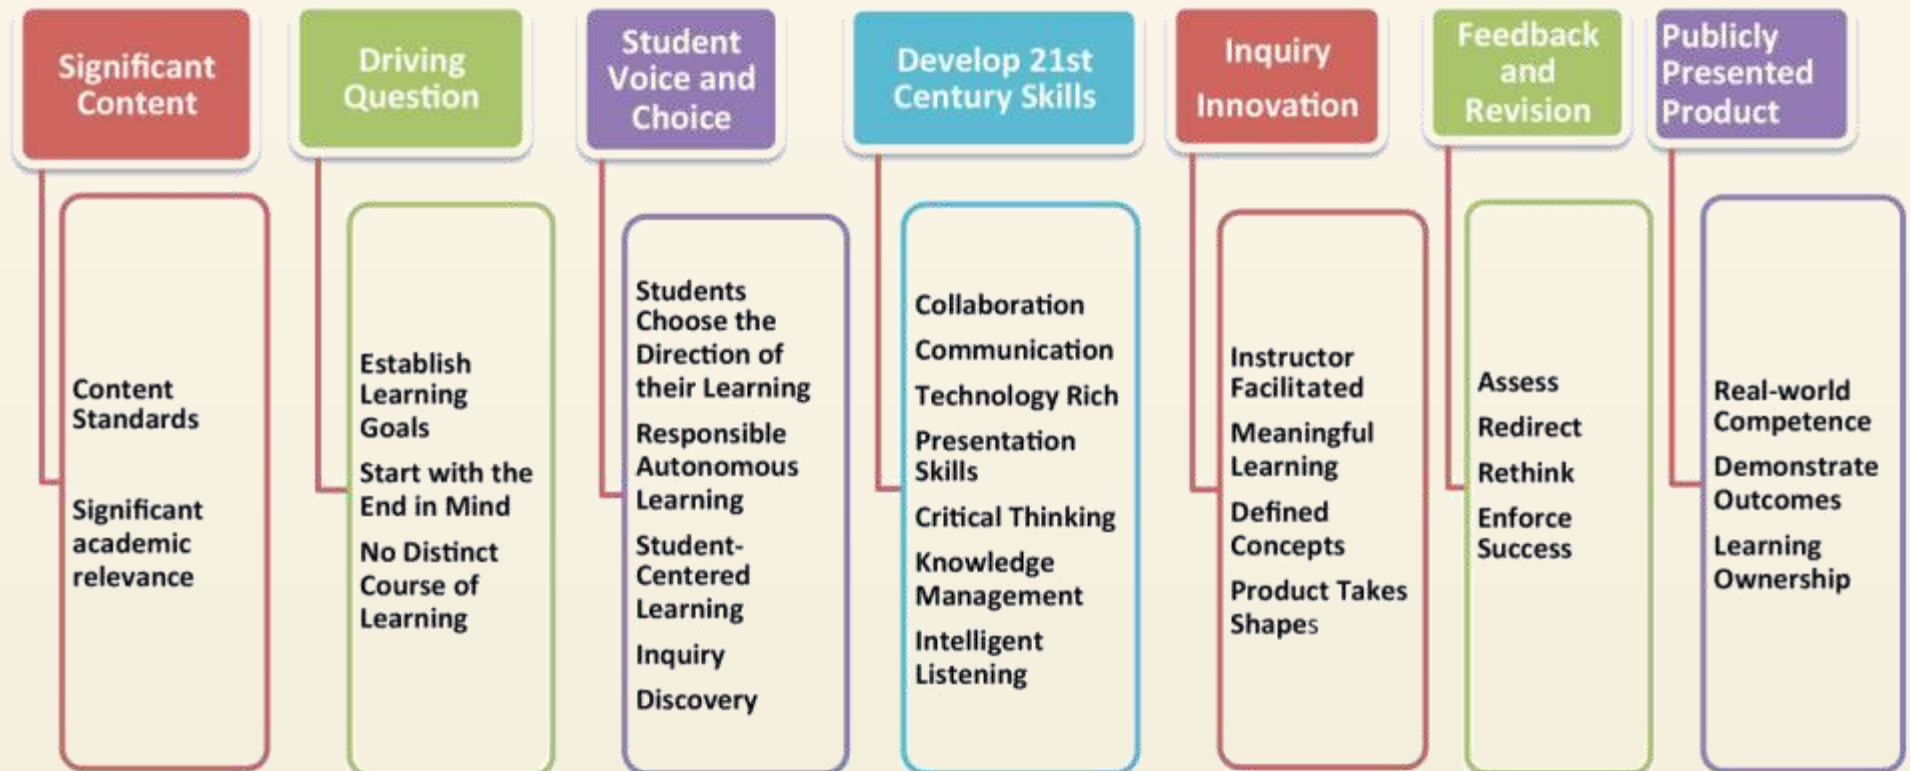 Significant
Content
Content
Standards
Significant
academic
relevance
Driving
Question
Establish
Learning
Goals
Start with the
End in Mind
No Distinct
Course of
Learning
Student
Voice and
Choice
Students
Choose the
Direction of
their Learning
Responsible
Autonomous
Learning
Student-
Centered
Learning
Inquiry
Discovery
Develop 21st
Century Skills
Collaboration
Communication
Technology Rich
Presentation
Skills
Critical Thinking
Knowledge
Management
Intelligent
Listening
Inquiry
Innovation
Instructor
Facilitated
Meaningful
Learning
Defined
Concepts
Product Takes
Shapes
Feedback
and
Revision
Assess
Redirect
Rethink
Enforce
Success
Publicly
Presented
Product
Real-world
Competence
Demonstrate
Outcomes
Learning
Ownership